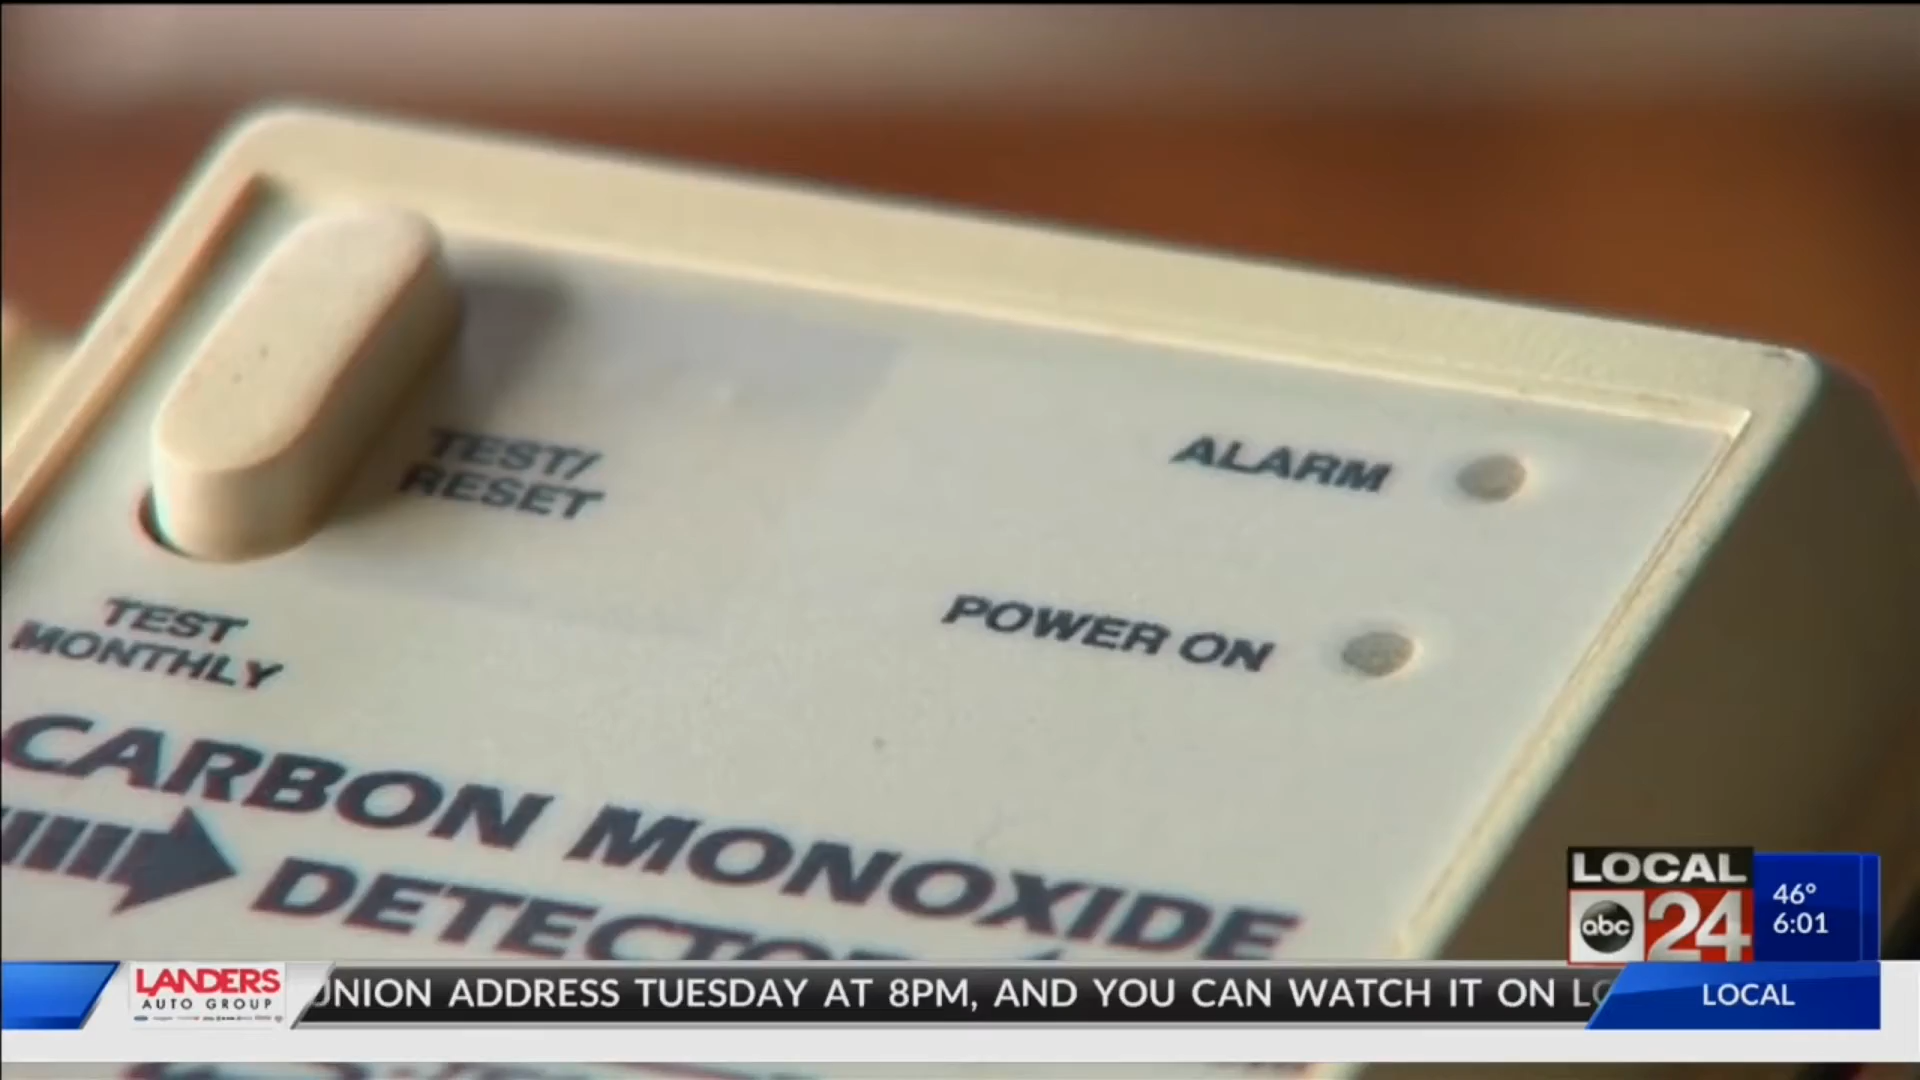 TEST/
RESET
ALARM
POWER ON
TEST
MONTHLY
CARBON MONOXIDE
DETECTOR
LOCAL
abc 24
46°
6:01
LANDERS
AUTO GROUP
UNION ADDRESS TUESDAY AT 8PM, AND YOU CAN WATCH IT ON LO
LOCAL